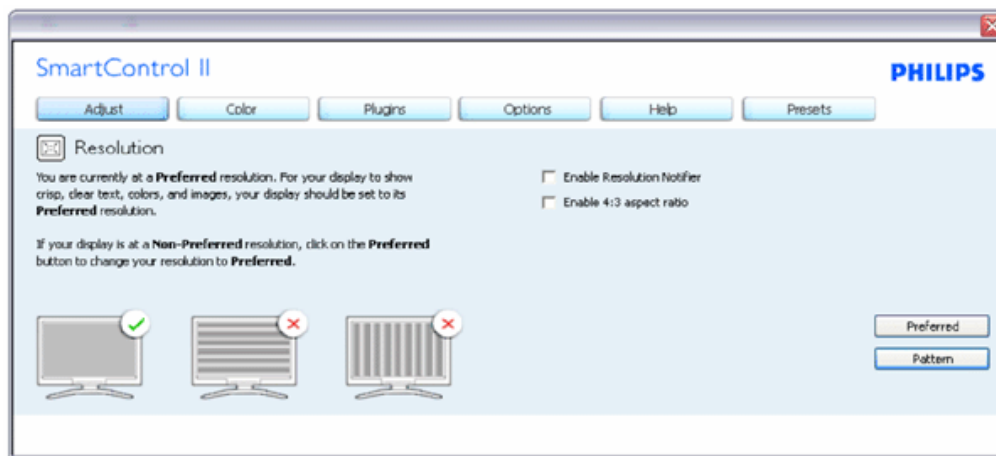 SmartControl II
PHILIPS
Adjust Color Plugins Options Help Presets
Resolution
You are currently at a Preferred resolution. For your display to show
crisp, clear text, colors, and images, your display should be set to its
Preferred resolution.
If your display is at a Non-Preferred resolution, click on the Preferred
button to change your resolution to Preferred.
Enable Resolution Notifier
Enable 4:3 aspect ratio
Preferred
Pattern